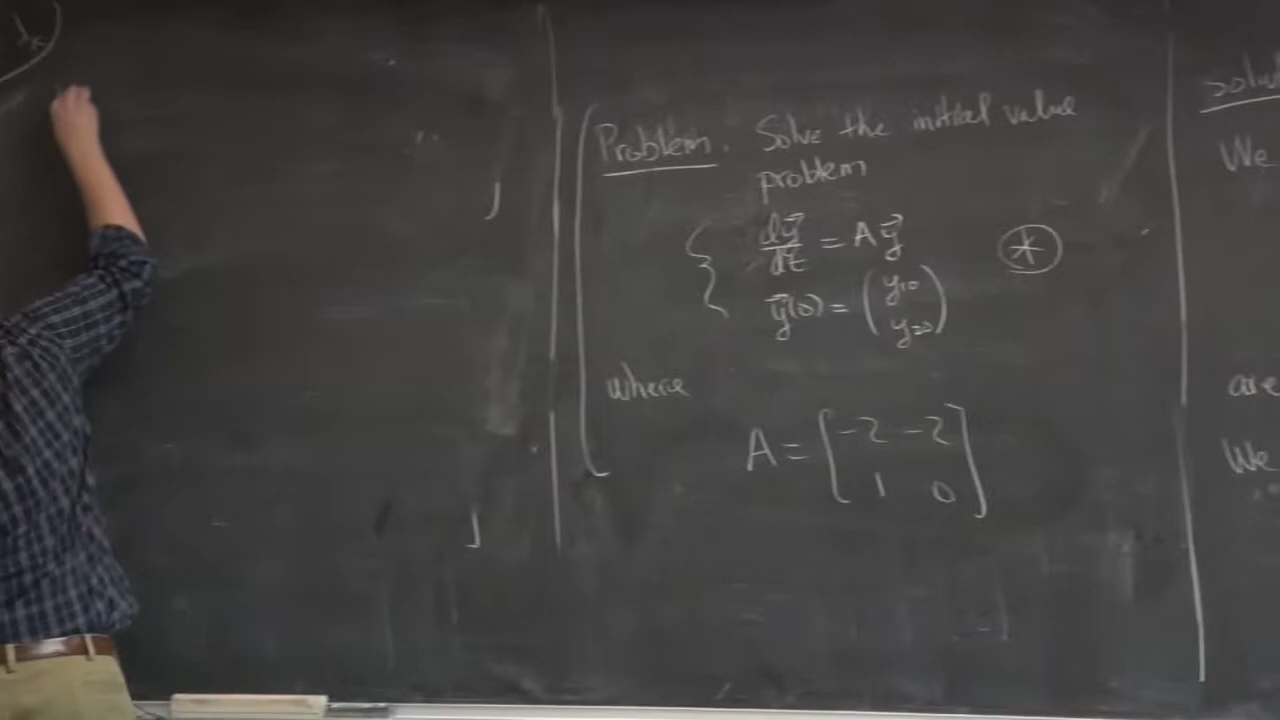 Problem. Solve the initial value
problem
{ dy⃗/dt = Ay⃗
y⃗(0) = (y₁₀
y₂₀) ⊛
where
A = [-2 -2
1 0]
solut
We
are
We